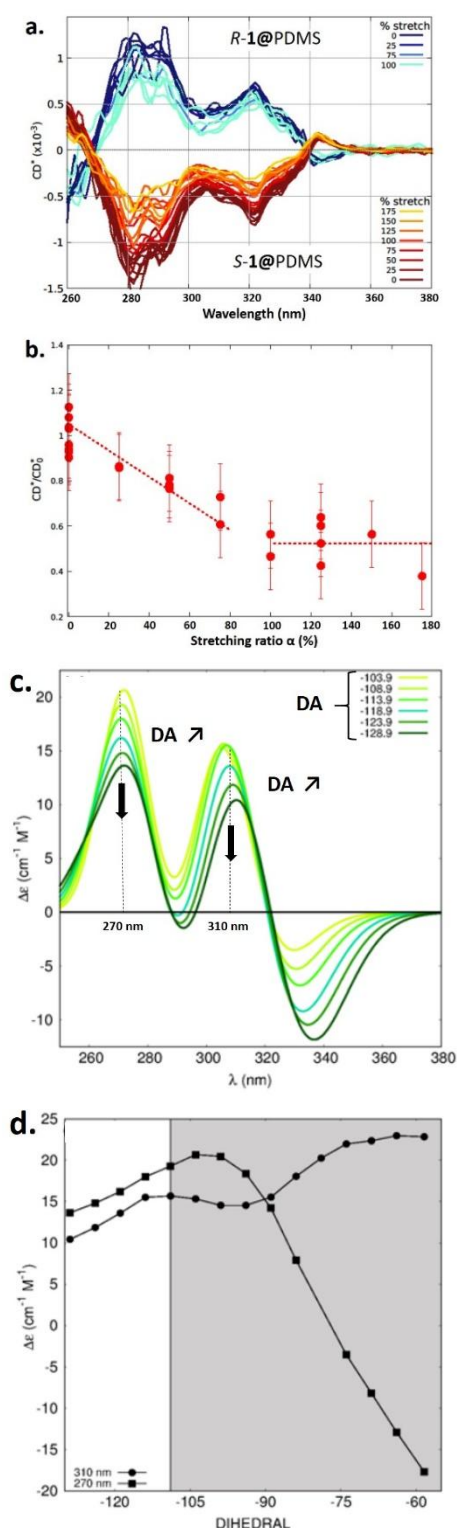 a.
R-1@PDMS
% stretch
0
25
75
100
1
0.5
0
-0.5
-1
-1.5
CD* (x10-3)
% stretch
175
150
125
100
75
50
25
0
S-1@PDMS
260 280 300 320 340 360 380
Wavelength (nm)
b.
1.4
1.2
1
0.8
0.6
0.4
0.2
CD*/CD*0
0 20 40 60 80 100 120 140 160 180
Stretching ratio α (%)
c.
20
15
10
5
0
-5
-10
Δε (cm-1 M-1)
DA ↗
DA ↗
DA
-103.9
-108.9
-113.9
-118.9
-123.9
-128.9
270 nm
310 nm
260 280 300 320 340 360 380
λ (nm)
d.
25
20
15
10
5
0
-5
-10
-15
-20
Δε (cm-1 M-1)
310 nm
270 nm
-120 -105 -90 -75 -60
DIHEDRAL